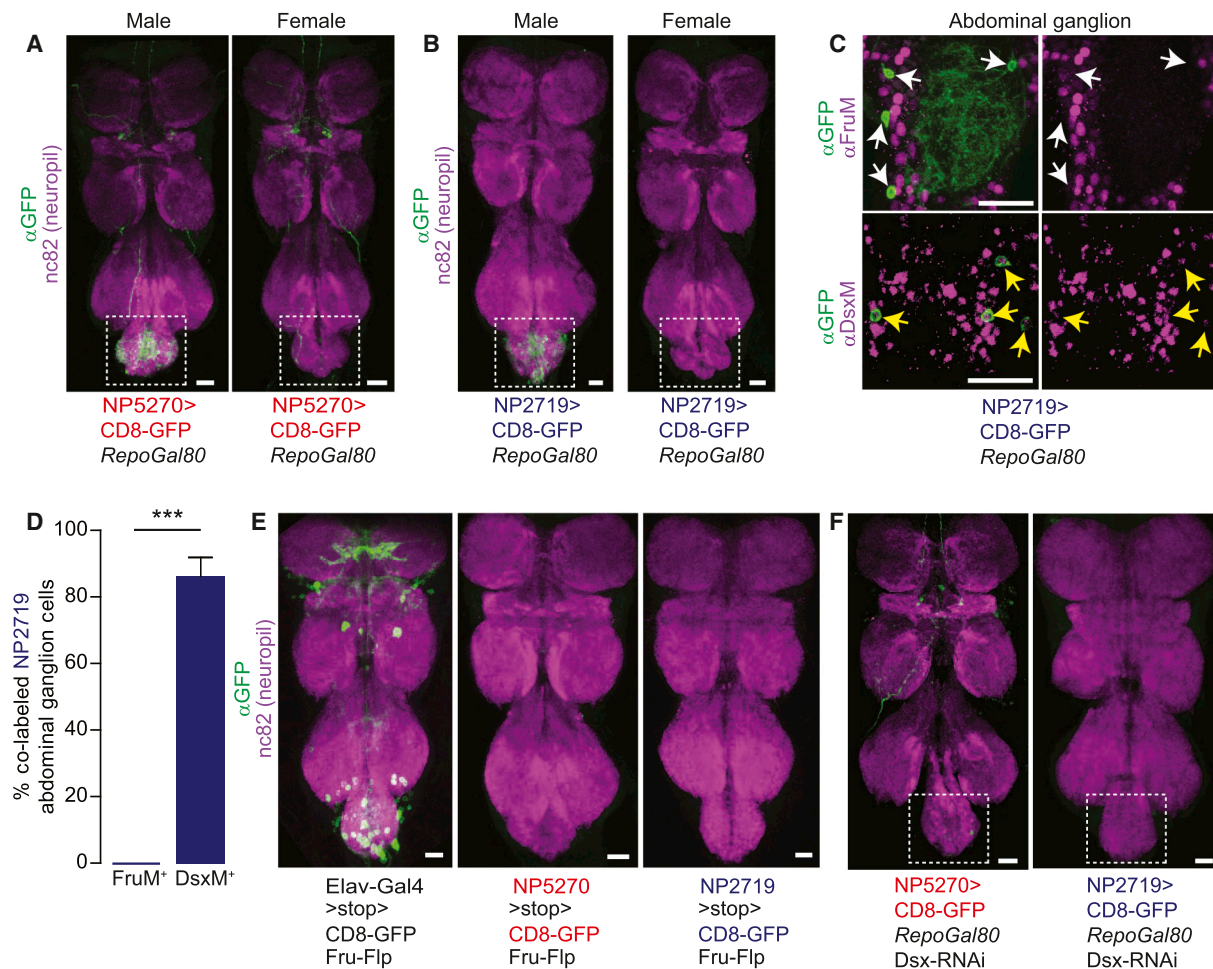 Male
Female
Male
Female
Abdominal ganglion
A
B
C
αGFP
nc82 (neuropil)
αGFP
nc82 (neuropil)
αGFP
αFruM
αGFP
αDsxM
NP5270>
CD8-GFP
RepoGal80
NP5270>
CD8-GFP
RepoGal80
NP2719>
CD8-GFP
RepoGal80
NP2719>
CD8-GFP
RepoGal80
NP2719>
CD8-GFP
RepoGal80
D
% co-labeled NP2719
abdominal ganglion cells
100
80
60
40
20
0
***
FruM⁺
DsxM⁺
E
αGFP
nc82 (neuropil)
Elav-Gal4
>stop>
CD8-GFP
Fru-Flp
NP5270
>stop>
CD8-GFP
Fru-Flp
NP2719
>stop>
CD8-GFP
Fru-Flp
F
NP5270>
CD8-GFP
RepoGal80
Dsx-RNAi
NP2719>
CD8-GFP
RepoGal80
Dsx-RNAi